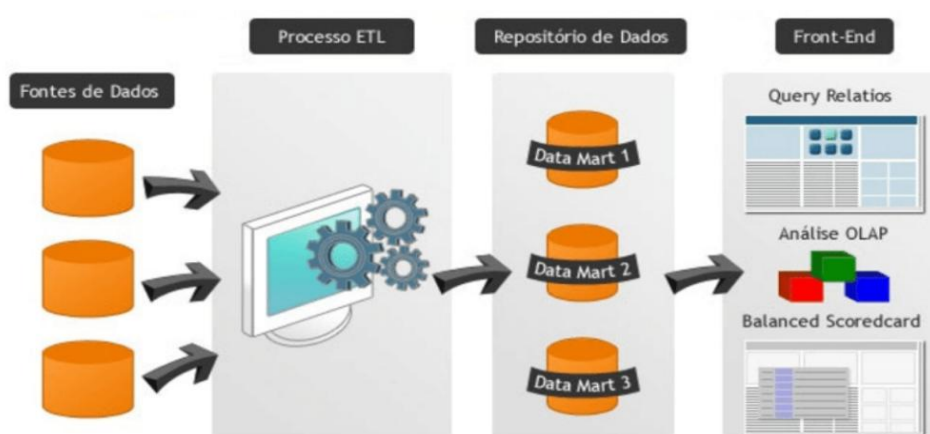 Processo ETL
Repositório de Dados
Front-End
Fontes de Dados
Query Relatios
Data Mart 1
Análise OLAP
Data Mart 2
Balanced Scoredcard
Data Mart 3